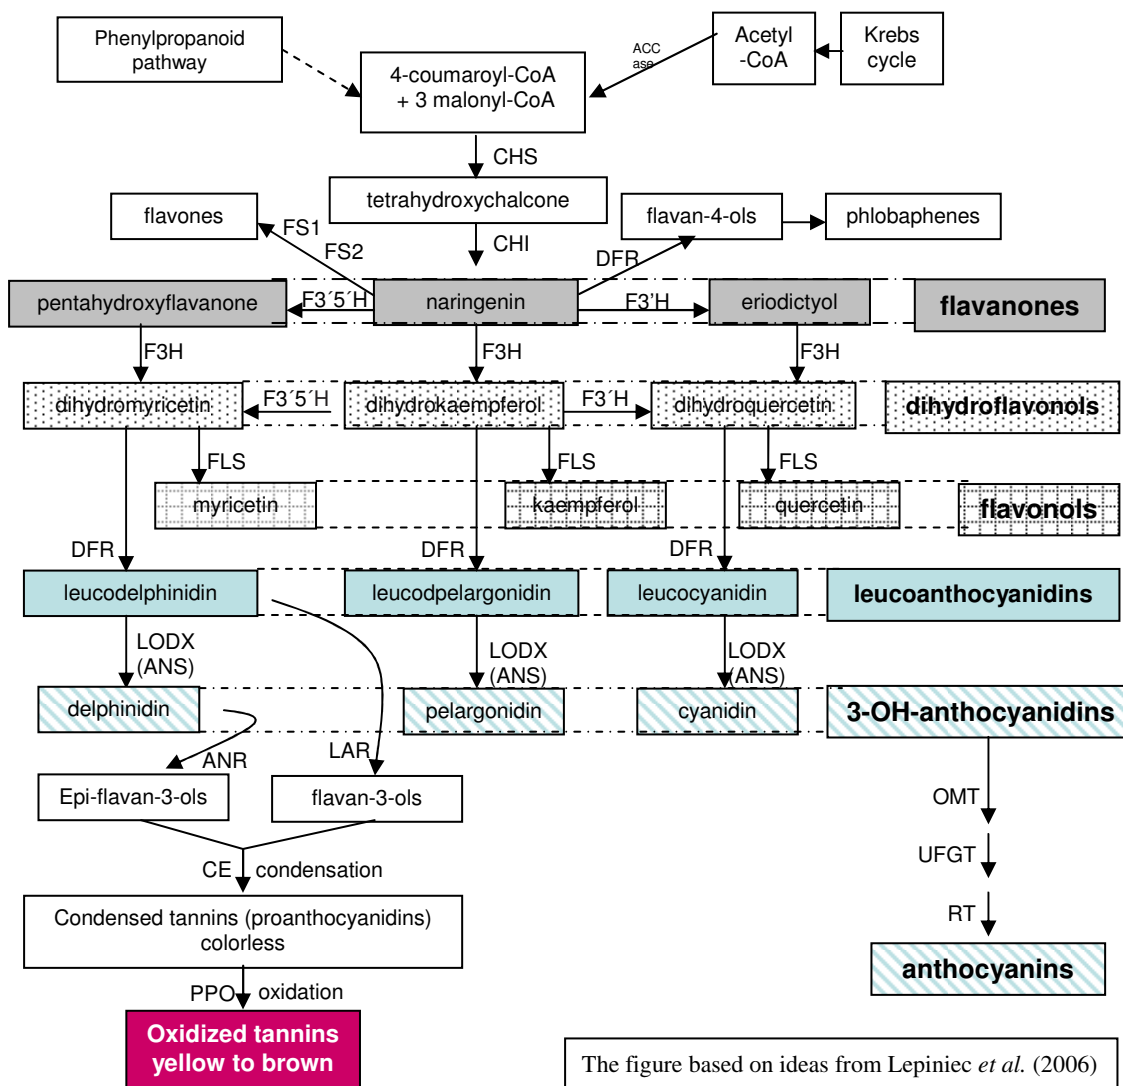 Phenylpropanoid
pathway
4-coumaroyl-CoA
+ 3 malonyl-CoA
ACC
ase
Acetyl
-CoA
Krebs
cycle
CHS
tetrahydroxychalcone
flavones
FS1
FS2
CHI
DFR
flavan-4-ols
phlobaphenes
pentahydroxyflavanone
F3´5´H
naringenin
F3'H
eriodictyol
flavanones
F3H
F3H
F3H
dihydromyricetin
F3´5´H
dihydrokaempferol
F3´H
dihydroquercetin
dihydroflavonols
FLS
FLS
FLS
myricetin
kaempferol
quercetin
flavonols
DFR
DFR
DFR
leucodelphinidin
leucodpelargonidin
leucocyanidin
leucoanthocyanidins
LODX
(ANS)
LODX
(ANS)
LODX
(ANS)
delphinidin
pelargonidin
cyanidin
3-OH-anthocyanidins
ANR
LAR
Epi-flavan-3-ols
flavan-3-ols
OMT
UFGT
RT
anthocyanins
CE condensation
Condensed tannins (proanthocyanidins)
colorless
PPO oxidation
Oxidized tannins
yellow to brown
The figure based on ideas from Lepiniec et al. (2006)